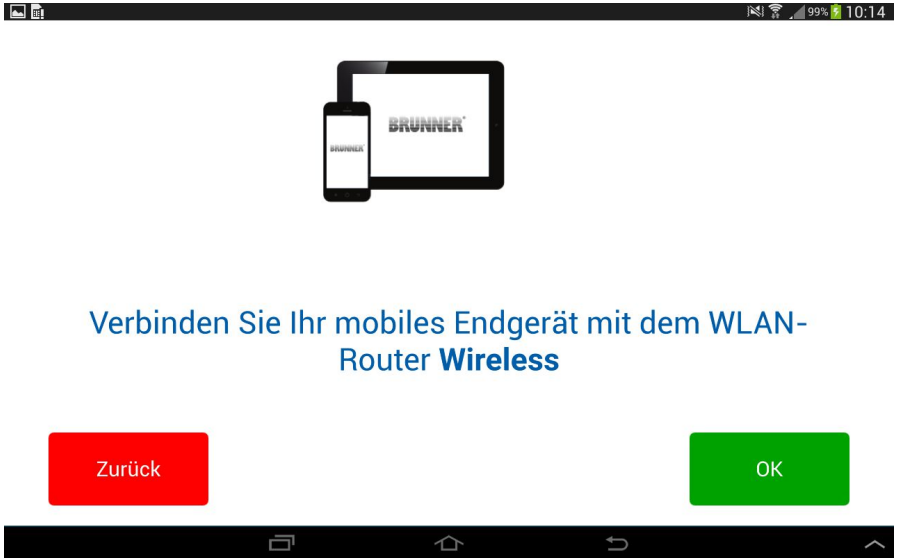 99% 10:14
BRUNNER®
BRUNNER
Verbinden Sie Ihr mobiles Endgerät mit dem WLAN-
Router Wireless
Zurück OK